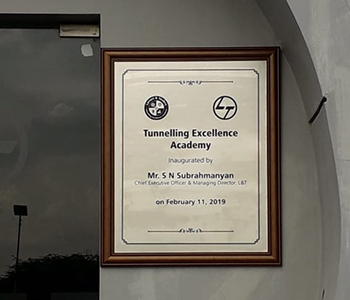 Tunnelling Excellence
Academy
Inaugurated by
Mr. S N Subrahmanyan
Chief Executive Officer & Managing Director, L&T
on February 11, 2019